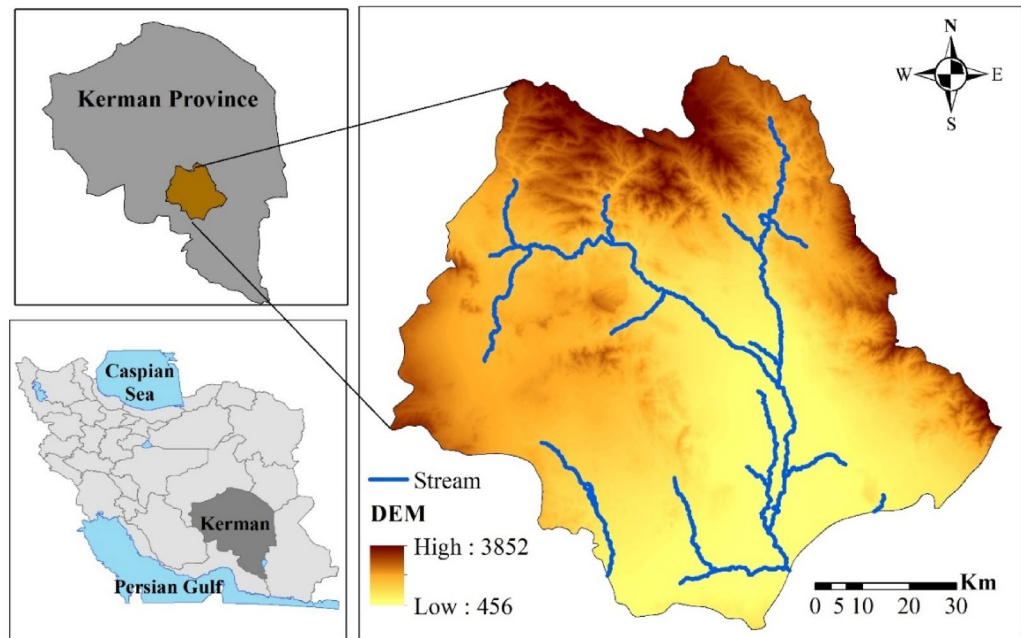 Kerman Province
Caspian
Sea
Kerman
Persian Gulf
N
W E
S
Stream
DEM
High : 3852
Low : 456
Km
0 5 10 20 30